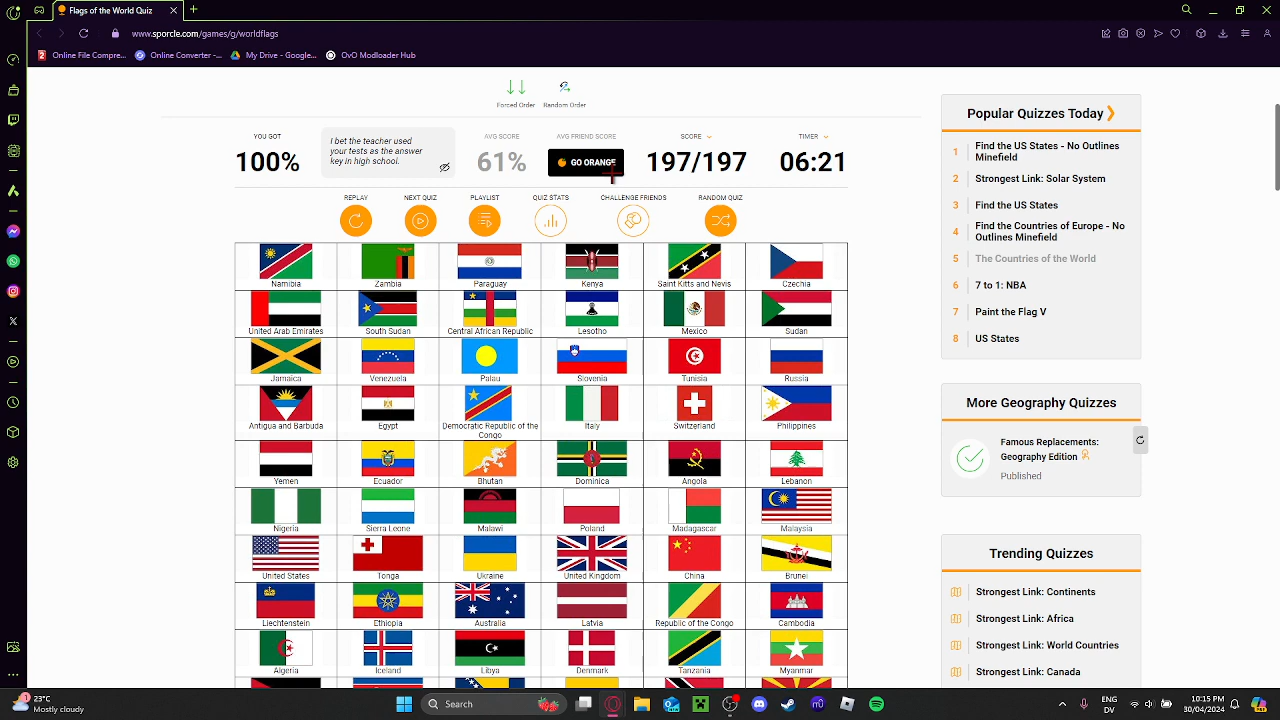 Flags of the World Quiz
www.sporcle.com/games/g/worldflags
Online File Compre... Online Converter -... My Drive - Google... OvO Modloader Hub
Forced Order Random Order
YOU GOT
100%
I bet the teacher used
your tests as the answer
key in high school.
AVG SCORE
61%
AVG FRIEND SCORE
GO ORANGE
SCORE
197/197
TIMER
06:21
REPLAY NEXT QUIZ PLAYLIST QUIZ STATS CHALLENGE FRIENDS RANDOM QUIZ
Namibia Zambia Paraguay Kenya Saint Kitts and Nevis Czechia
United Arab Emirates South Sudan Central African Republic Lesotho Mexico Sudan
Jamaica Venezuela Palau Slovenia Tunisia Russia
Antigua and Barbuda Egypt Democratic Republic of the Italy Switzerland Philippines
Congo
Yemen Ecuador Bhutan Dominica Angola Lebanon
Nigeria Sierra Leone Malawi Poland Madagascar Malaysia
United States Tonga Ukraine United Kingdom China Brunei
Liechtenstein Ethiopia Australia Latvia Republic of the Congo Cambodia
Algeria Iceland Libya Denmark Tanzania Myanmar
Popular Quizzes Today
1 Find the US States - No Outlines
Minefield
2 Strongest Link: Solar System
3 Find the US States
4 Find the Countries of Europe - No
Outlines Minefield
5 The Countries of the World
6 7 to 1: NBA
7 Paint the Flag V
8 US States
More Geography Quizzes
Famous Replacements:
Geography Edition
Published
Trending Quizzes
Strongest Link: Continents
Strongest Link: Africa
Strongest Link: World Countries
Strongest Link: Canada
23°C
Mostly cloudy
Search
ENG
DV
10:15 PM
30/04/2024